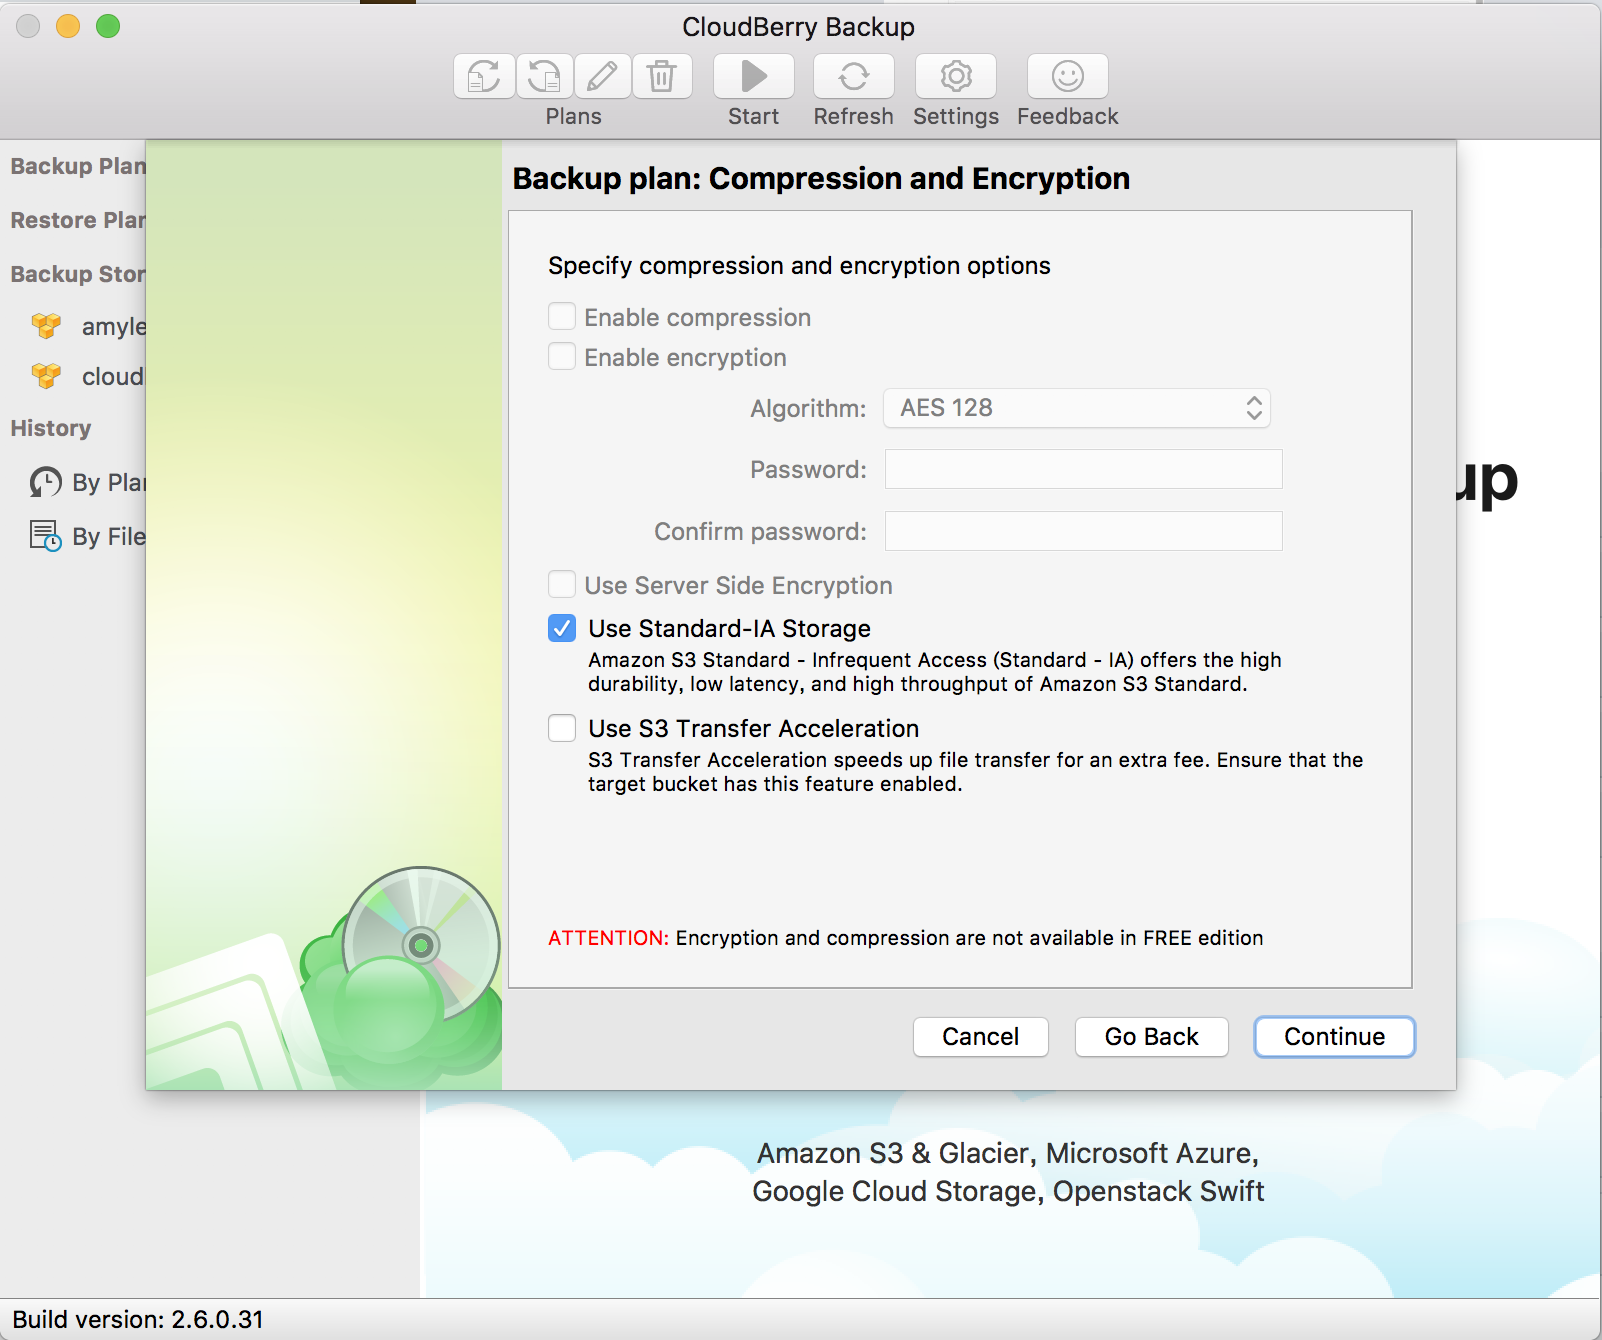 CloudBerry Backup
Plans
Start
Refresh
Settings
Feedback
Backup Plan
Restore Plan
Backup Stor
amyle
cloud
History
By Plan
By File
Backup plan: Compression and Encryption
Specify compression and encryption options
Enable compression
Enable encryption
Algorithm: AES 128
Password:
Confirm password:
Use Server Side Encryption
Use Standard-IA Storage
Amazon S3 Standard - Infrequent Access (Standard - IA) offers the high
durability, low latency, and high throughput of Amazon S3 Standard.
Use S3 Transfer Acceleration
S3 Transfer Acceleration speeds up file transfer for an extra fee. Ensure that the
target bucket has this feature enabled.
ATTENTION: Encryption and compression are not available in FREE edition
Cancel
Go Back
Continue
up
Amazon S3 & Glacier, Microsoft Azure,
Google Cloud Storage, Openstack Swift
Build version: 2.6.0.31